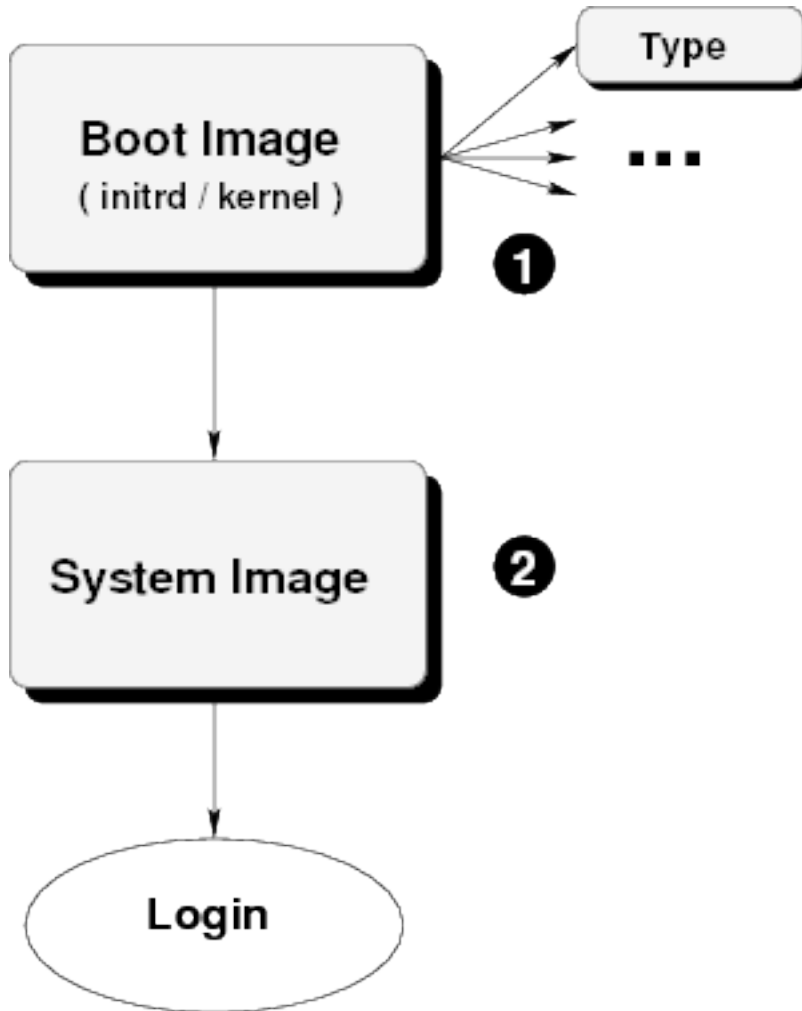 Type
Boot Image
( initrd / kernel )
...
1
System Image
2
Login